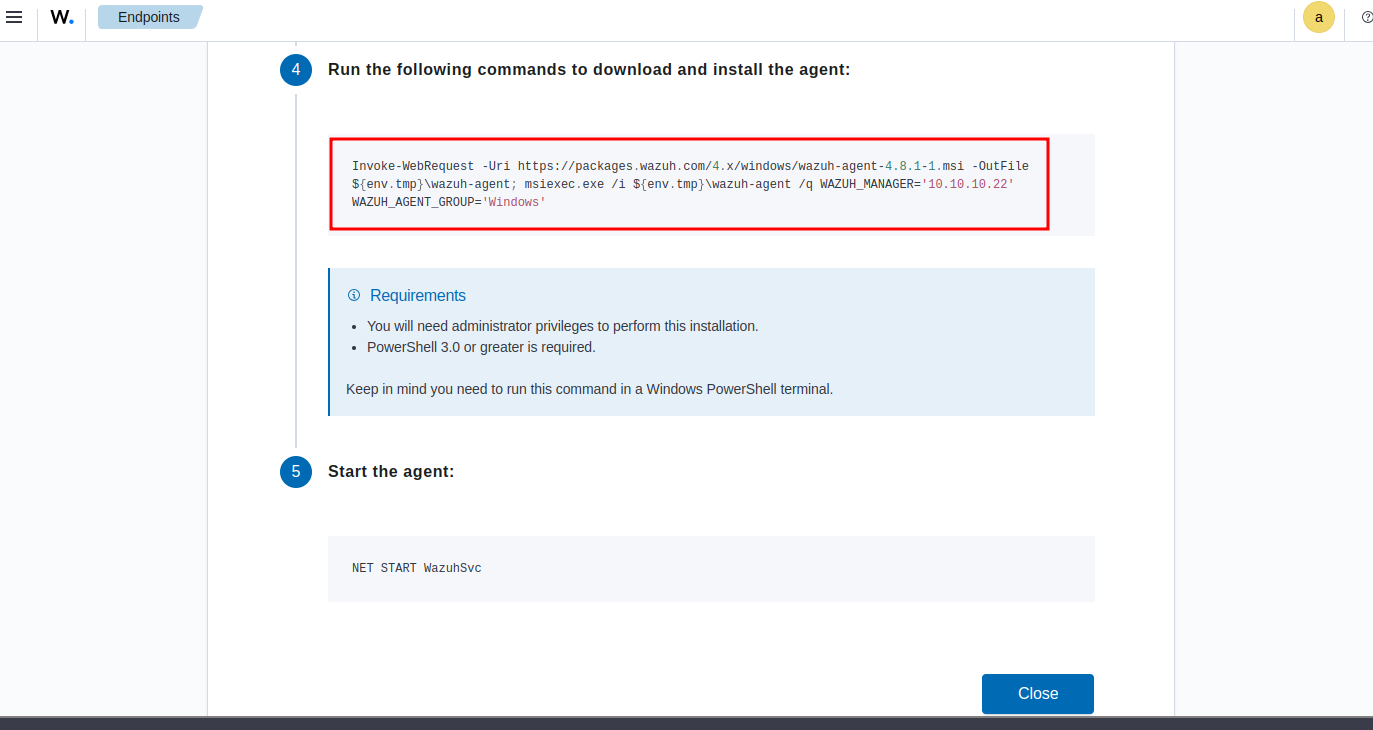 W.
Endpoints
a
4
Run the following commands to download and install the agent:
Invoke-WebRequest -Uri https://packages.wazuh.com/4.x/windows/wazuh-agent-4.8.1-1.msi -OutFile
${env.tmp}\wazuh-agent; msiexec.exe /i ${env.tmp}\wazuh-agent /q WAZUH_MANAGER='10.10.10.22'
WAZUH_AGENT_GROUP='Windows'
Requirements
• You will need administrator privileges to perform this installation.
• PowerShell 3.0 or greater is required.
Keep in mind you need to run this command in a Windows PowerShell terminal.
5
Start the agent:
NET START WazuhSvc
Close